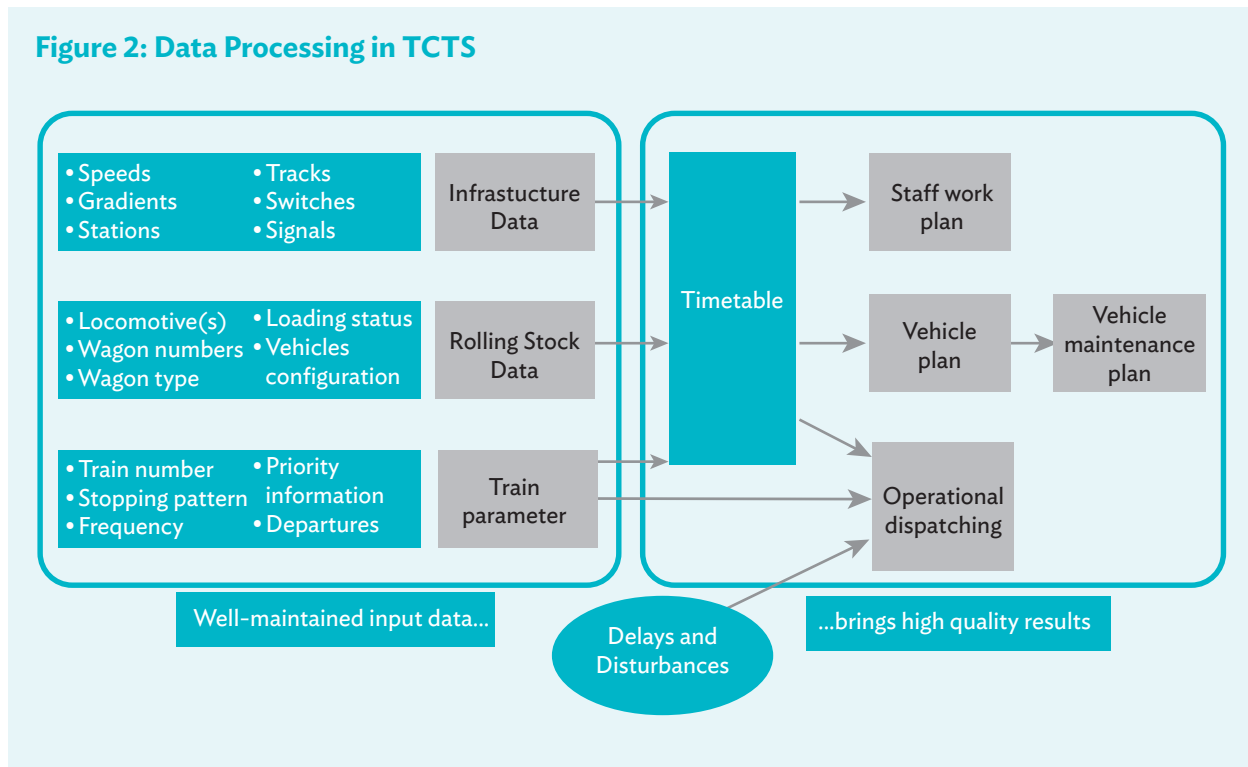 Figure 2: Data Processing in TCTS
• Speeds
• Gradients
• Stations
• Tracks
• Switches
• Signals
Infrastucture
Data
• Locomotive(s)
• Wagon numbers
• Wagon type
• Loading status
• Vehicles
configuration
Rolling Stock
Data
• Train number
• Stopping pattern
• Frequency
• Priority
information
• Departures
Train
parameter
Timetable
Staff work
plan
Vehicle
plan
Vehicle
maintenance
plan
Operational
dispatching
Well-maintained input data...
Delays and
Disturbances
...brings high quality results